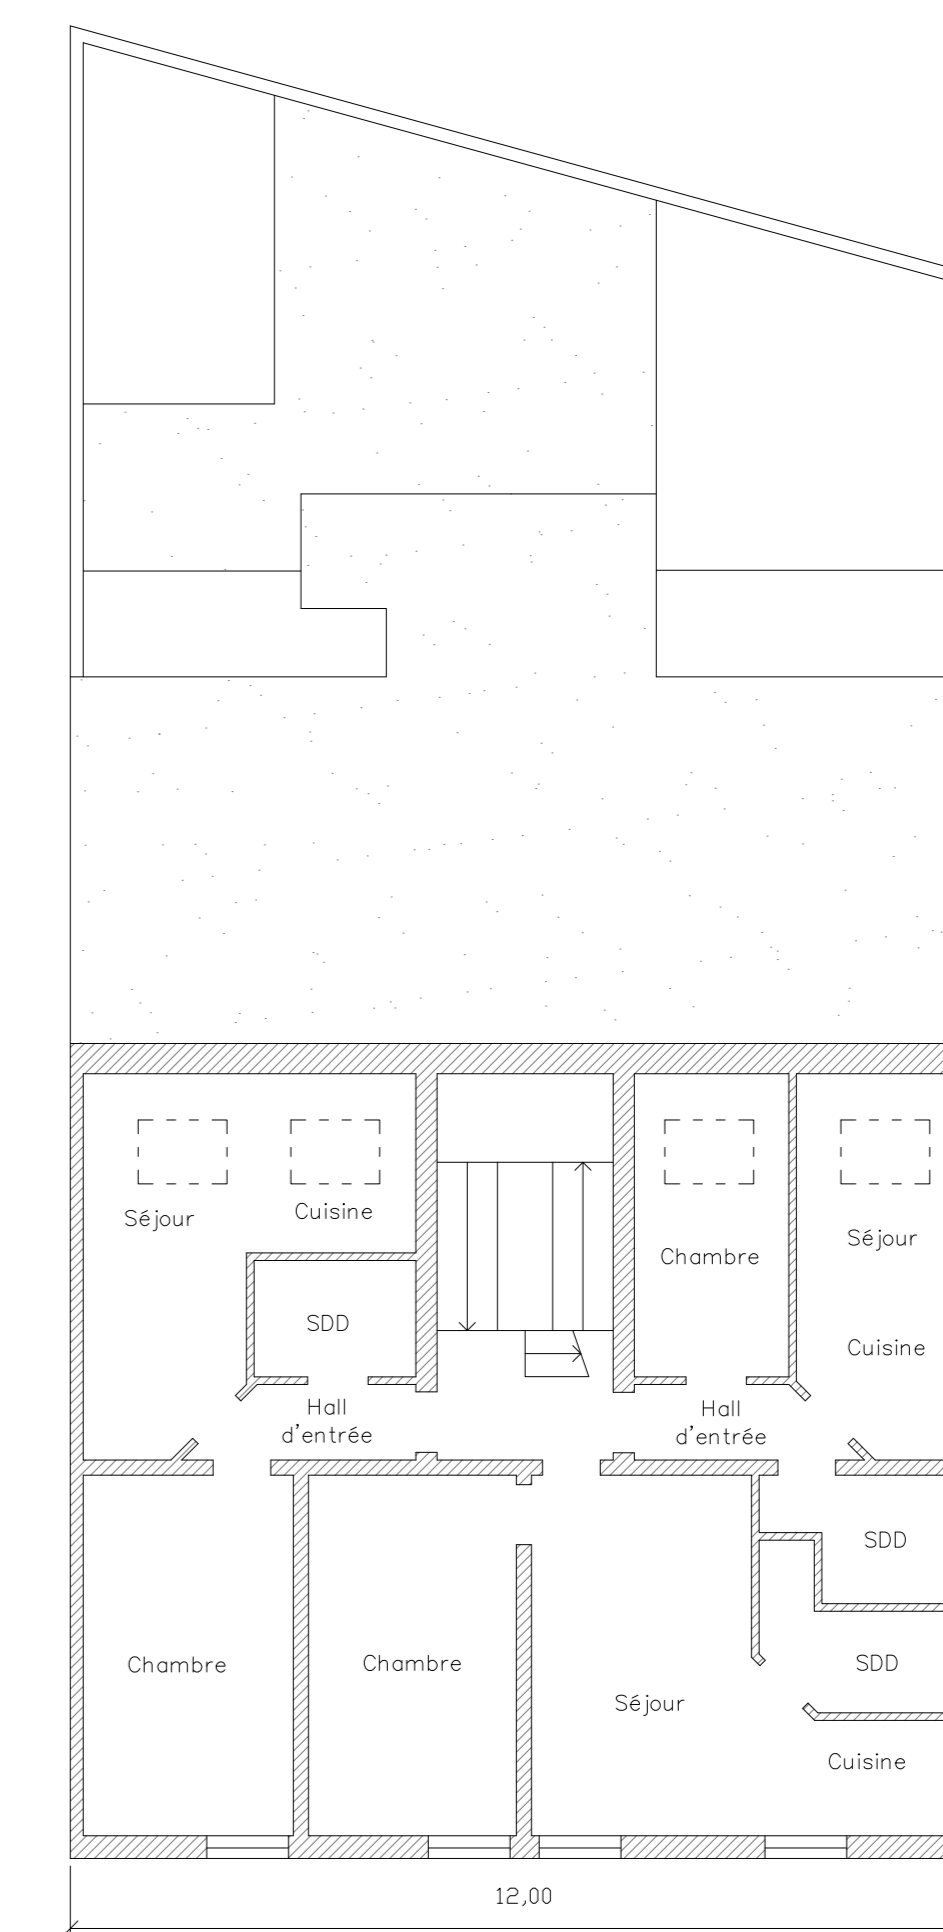 Cuisine
Séjour
Séjour
Chambre
SDD
Cuisine
Hall
d'entrée
Hall
d'entrée
SDD
Chambre
Chambre
SDD
Séjour
Cuisine
12,00